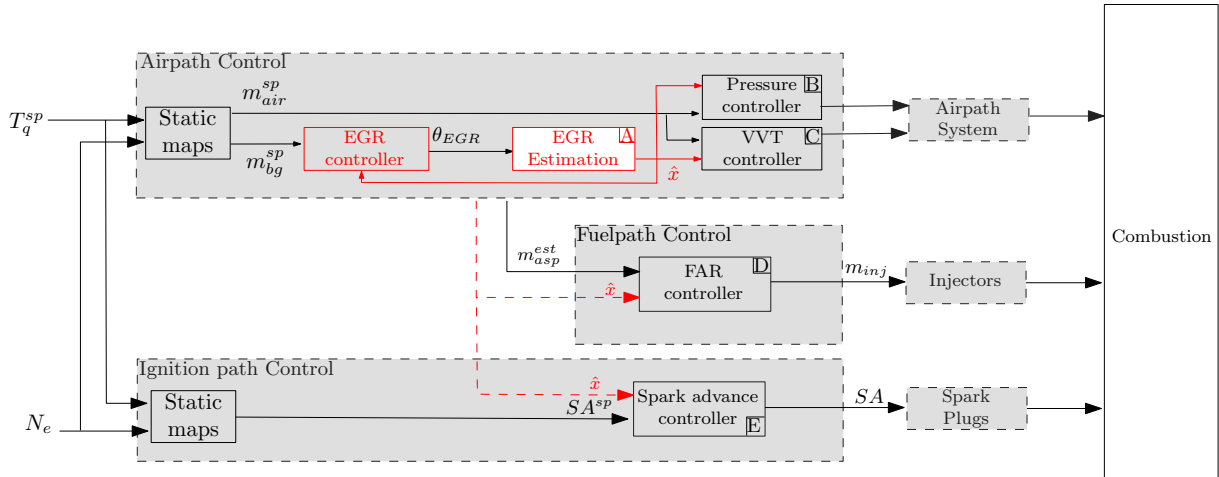 Airpath Control
T_q^{sp}
Static
maps
m_{air}^{sp}
m_{bg}^{sp}
EGR
controller
θ_{EGR}
EGR
Estimation
A
x̂
Pressure
controller
B
VVT
controller
C
Airpath
System
Combustion
Fuelpath Control
m_{asp}^{est}
x̂
FAR
controller
D
m_{inj}
Injectors
Ignition path Control
N_e
Static
maps
SA^{sp}
x̂
Spark advance
controller
E
SA
Spark
Plugs